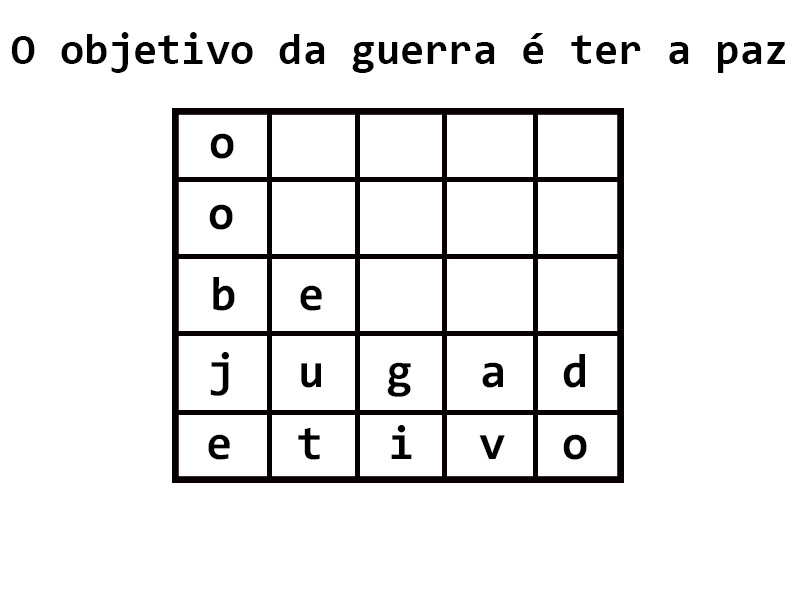 O objetivo da guerra é ter a paz
o
o
b e
j u g a d
e t i v o